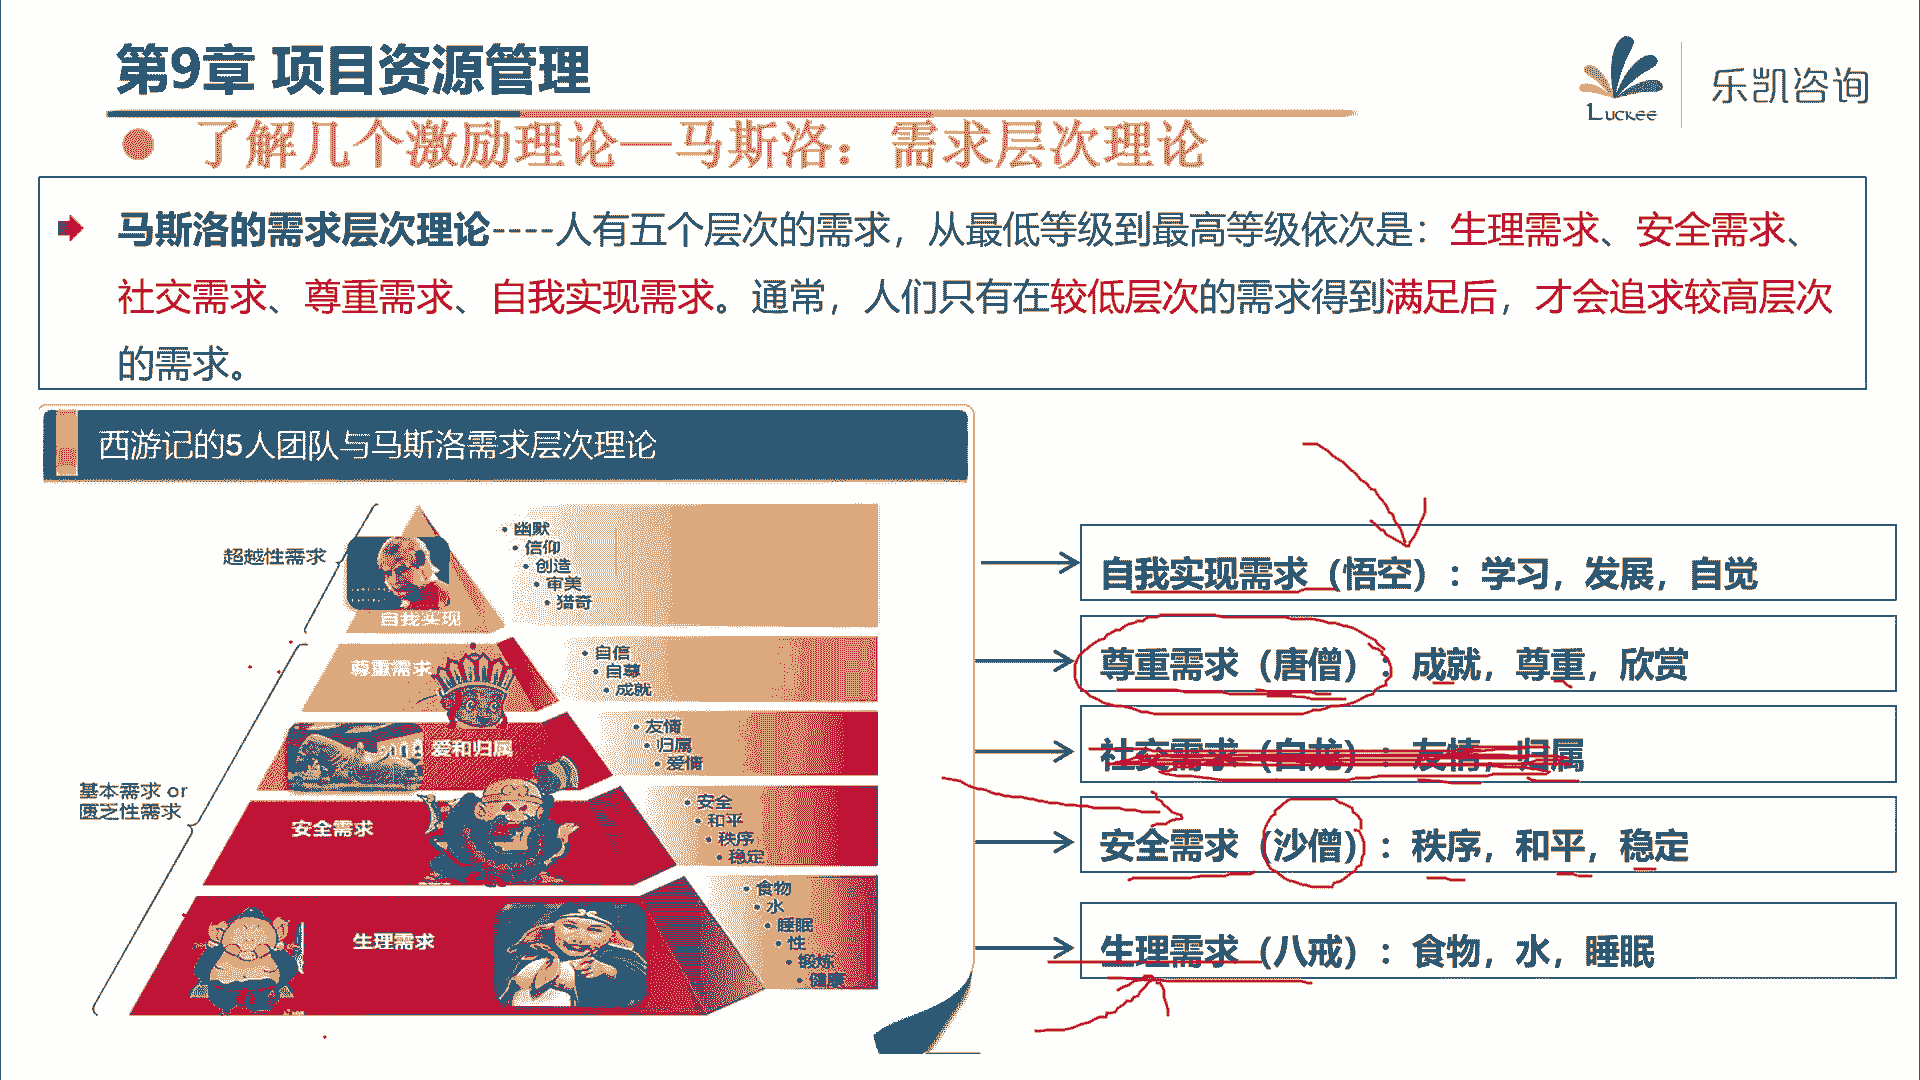 第9章 项目资源管理
Luckee
乐凯咨询
● 了解几个激励理论—马斯洛：需求层次理论
马斯洛的需求层次理论----人有五个层次的需求，从最低等级到最高等级依次是：生理需求、安全需求、
社交需求、尊重需求、自我实现需求。通常，人们只有在较低层次的需求得到满足后，才会追求较高层次
的需求。
西游记的5人团队与马斯洛需求层次理论
超越性需求
自我实现
• 幽默
• 信仰
• 创造
• 审美
• 猎奇
尊重需求
• 自信
• 自尊
• 成就
爱和归属
• 友情
• 归属
• 爱情
基本需求 or
匮乏性需求
安全需求
• 安全
• 和平
• 秩序
• 稳定
生理需求
• 食物
• 水
• 睡眠
• 性
• 锻炼
• 健康
自我实现需求（悟空）：学习，发展，自觉
尊重需求（唐僧）：成就，尊重，欣赏
社交需求（白龙）：友情，归属
安全需求（沙僧）：秩序，和平，稳定
生理需求（八戒）：食物，水，睡眠